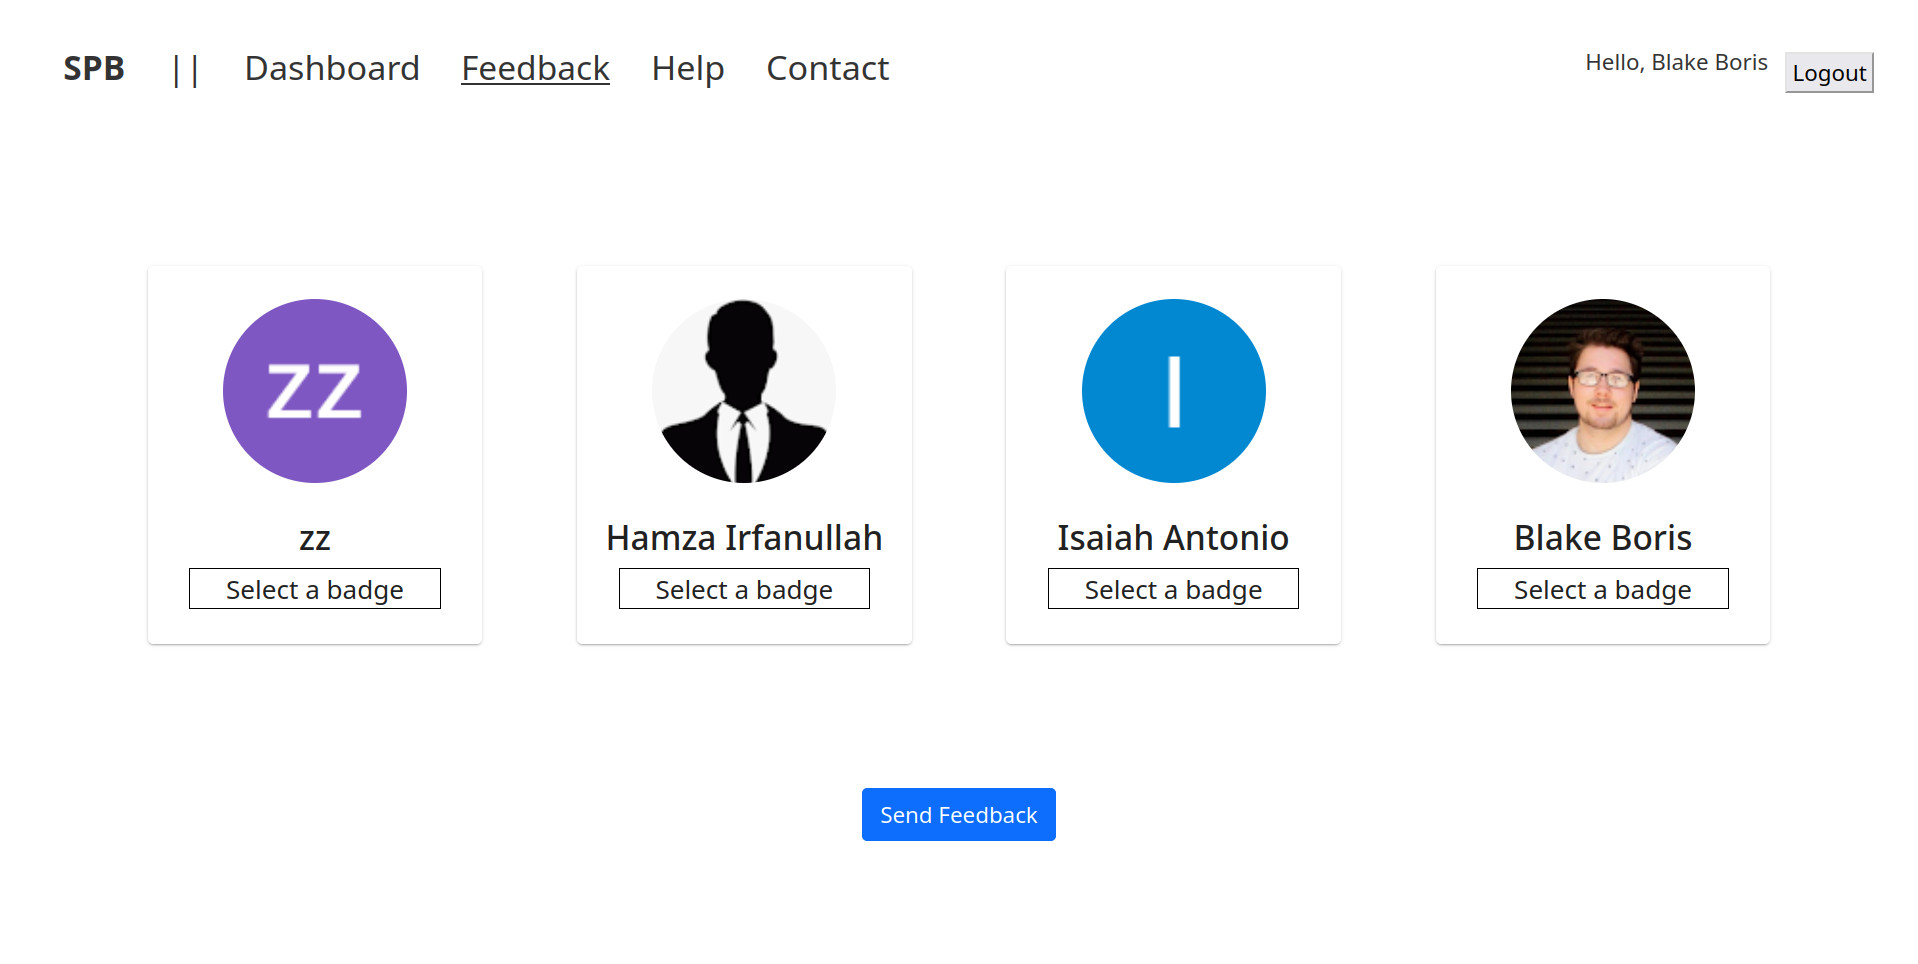 SPB || Dashboard Feedback Help Contact Hello, Blake Boris Logout
zz I
zz Hamza Irfanullah Isaiah Antonio Blake Boris
Select a badge Select a badge Select a badge Select a badge
Send Feedback